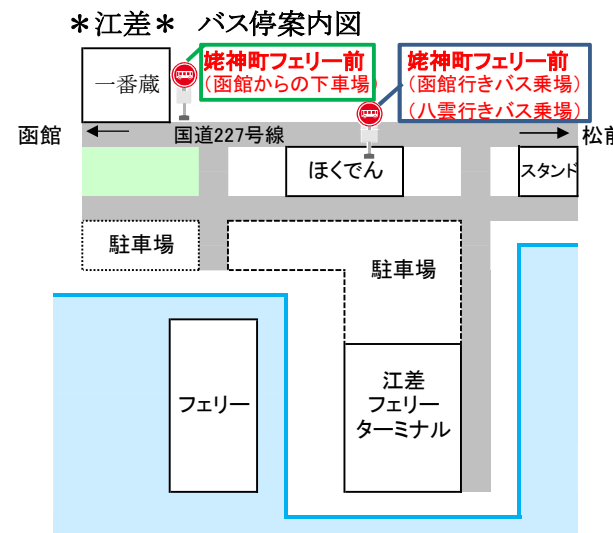 ＊江差＊ バス停案内図
一番蔵
姥神町フェリー前
(函館からの下車場)
姥神町フェリー前
(函館行きバス乗場)
(八雲行きバス乗場)
函館
国道227号線
松前
ほくでん
スタンド
駐車場
駐車場
フェリー
江差
フェリー
ターミナル